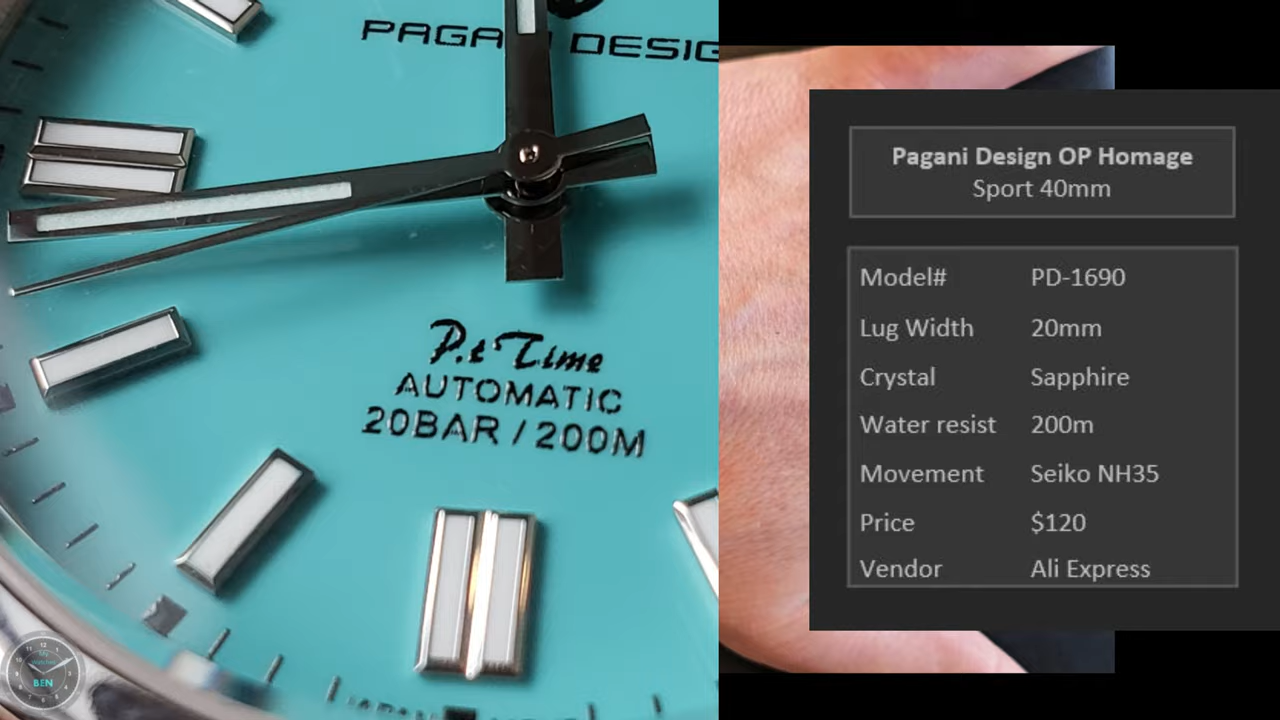 PAGANI DESIG
P.t Time
AUTOMATIC
20BAR / 200M
BEN
Pagani Design OP Homage
Sport 40mm
Model# PD-1690
Lug Width 20mm
Crystal Sapphire
Water resist 200m
Movement Seiko NH35
Price $120
Vendor Ali Express